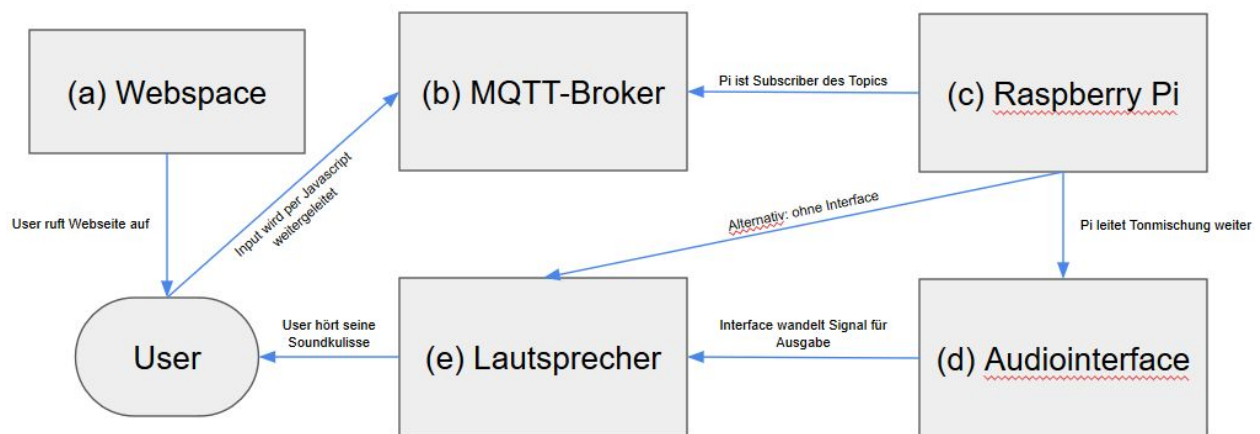 (a) Webspace
(b) MQTT-Broker
Pi ist Subscriber des Topics
(c) Raspberry Pi
User ruft Webseite auf
Input wird per Javascript
weitergeleitet
Alternativ: ohne Interface
Pi leitet Tonmischung weiter
User
User hört seine
Soundkulisse
(e) Lautsprecher
Interface wandelt Signal für
Ausgabe
(d) Audiointerface